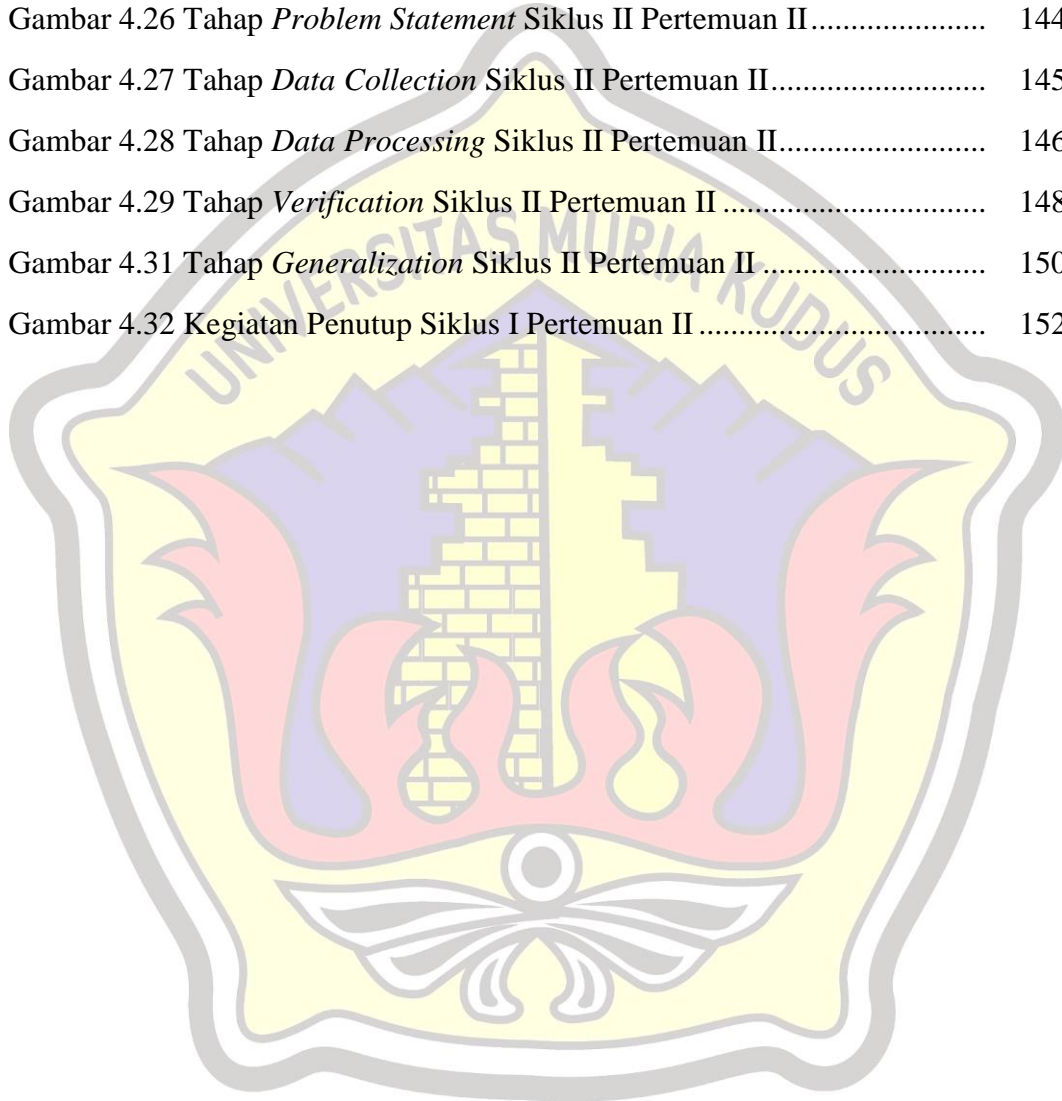 Gambar 4.26 Tahap Problem Statement Siklus II Pertemuan II........................ 144
Gambar 4.27 Tahap Data Collection Siklus II Pertemuan II............................. 145
Gambar 4.28 Tahap Data Processing Siklus II Pertemuan II............................ 146
Gambar 4.29 Tahap Verification Siklus II Pertemuan II ................................... 148
Gambar 4.31 Tahap Generalization Siklus II Pertemuan II .............................. 150
Gambar 4.32 Kegiatan Penutup Siklus I Pertemuan II ...................................... 152
UNIVERSITAS MURIA KUDUS